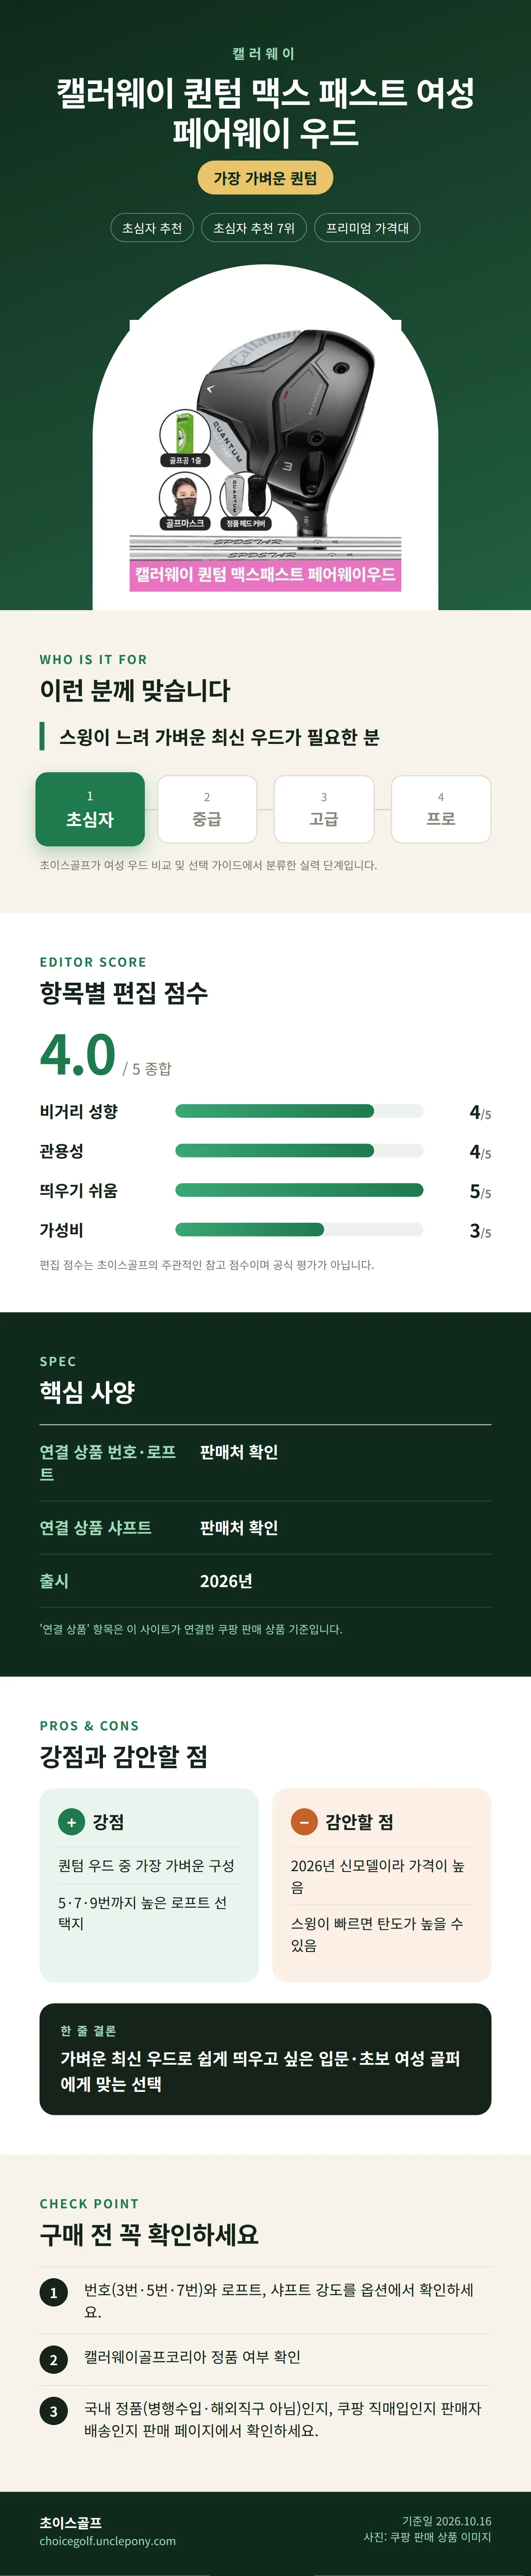 캘러웨이
캘러웨이 퀀텀 맥스 패스트 여성
페어웨이 우드
가장 가벼운 퀀텀
초심자 추천
초심자 추천 7위
프리미엄 가격대
Callaway
QUANTUM
3
골프공 1줄
골프마스크
QUANTUM
정품 헤드커버
SPDSTAR
SPDSTAR
캘러웨이 퀀텀 맥스패스트 페어웨이우드
WHO IS IT FOR
이런 분께 맞습니다
스윙이 느려 가벼운 최신 우드가 필요한 분
1
초심자
2
중급
3
고급
4
프로
초이스골프가 여성 우드 비교 및 선택 가이드에서 분류한 실력 단계입니다.
EDITOR SCORE
항목별 편집 점수
4.0 / 5 종합
비거리 성향 4/5
관용성 4/5
띄우기 쉬움 5/5
가성비 3/5
편집 점수는 초이스골프의 주관적인 참고 점수이며 공식 평가가 아닙니다.
SPEC
핵심 사양
연결 상품 번호·로프트 판매처 확인
연결 상품 샤프트 판매처 확인
출시 2026년
'연결 상품' 항목은 이 사이트가 연결한 쿠팡 판매 상품 기준입니다.
PROS & CONS
강점과 감안할 점
+ 강점
퀀텀 우드 중 가장 가벼운 구성
5·7·9번까지 높은 로프트 선
택지
− 감안할 점
2026년 신모델이라 가격이 높
음
스윙이 빠르면 탄도가 높을 수
있음
한 줄 결론
가벼운 최신 우드로 쉽게 띄우고 싶은 입문·초보 여성 골퍼
에게 맞는 선택
CHECK POINT
구매 전 꼭 확인하세요
1 번호(3번·5번·7번)와 로프트, 샤프트 강도를 옵션에서 확인하세
요.
2 캘러웨이골프코리아 정품 여부 확인
3 국내 정품(병행수입·해외직구 아님)인지, 쿠팡 직매입인지 판매자
배송인지 판매 페이지에서 확인하세요.
초이스골프
choicegolf.unclepony.com
기준일 2026.10.16
사진: 쿠팡 판매 상품 이미지